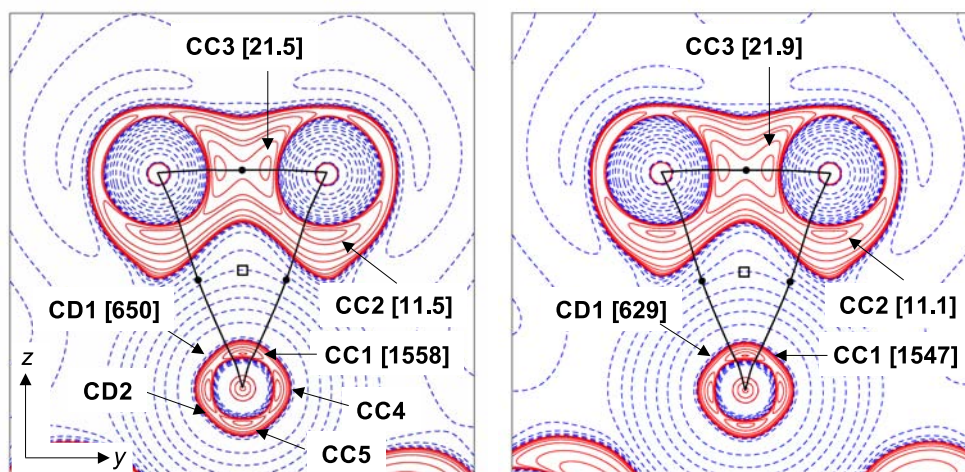 CC3 [21.5]
CC2 [11.5]
CD1 [650]
CC1 [1558]
CD2
CC4
CC5
z
y
CC3 [21.9]
CC2 [11.1]
CD1 [629]
CC1 [1547]